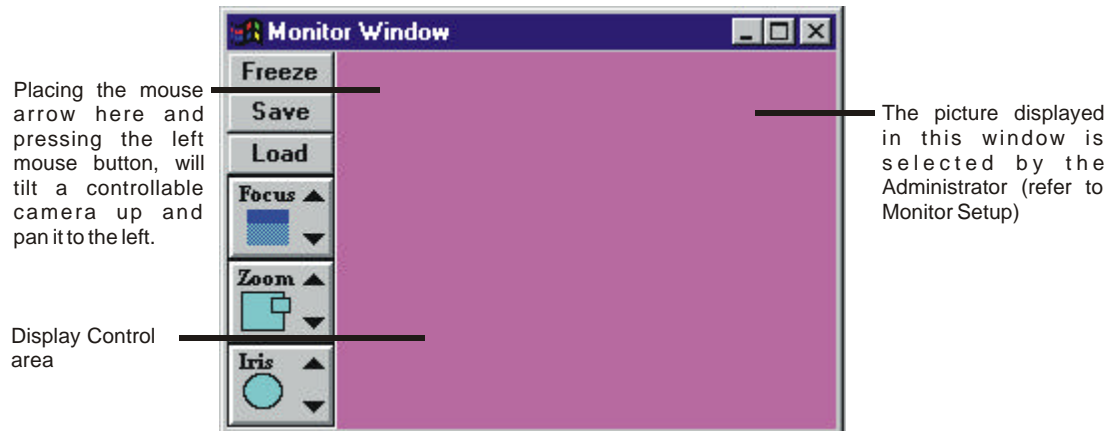 Monitor Window
Freeze
Save
Load
Focus
Zoom
Iris
Placing the mouse
arrow here and
pressing the left
mouse button, will
tilt a controllable
camera up and
pan it to the left.
Display Control
area
The picture displayed
in this window is
selected by the
Administrator (refer to
Monitor Setup)